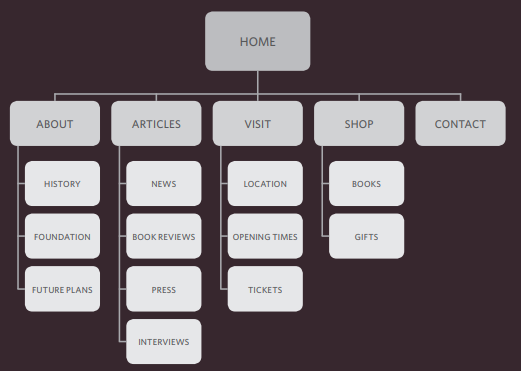 HOME
ABOUT
ARTICLES
VISIT
SHOP
CONTACT
HISTORY
NEWS
LOCATION
BOOKS
FOUNDATION
BOOK REVIEWS
OPENING TIMES
GIFTS
FUTURE PLANS
PRESS
TICKETS
INTERVIEWS